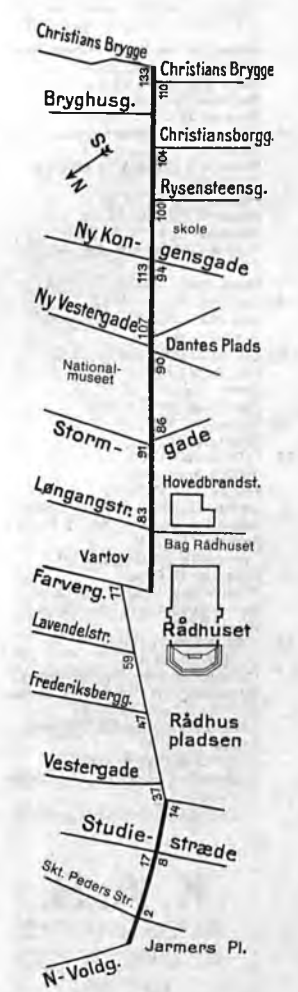 Christians Brygge
133
Christians Brygge
110
Bryghusg.
Christiansborgg.
104
S
N
Rysensteensg.
100
skole
Ny Kon-
gensgade
113
94
Ny Vestergade
107
Dantes Plads
90
National-
museet
86
Storm-
gade
91
Hovedbrandst.
Løngangstr.
83
Bag Rådhuset
Vartov
Farverg.
77
Rådhuset
Lavendelstr.
59
Frederiksbergg.
47
Rådhus
pladsen
Vestergade
37
14
Studie-
stræde
17
8
Skt. Peders Str.
2
Jarmers Pl.
N-Voldg.